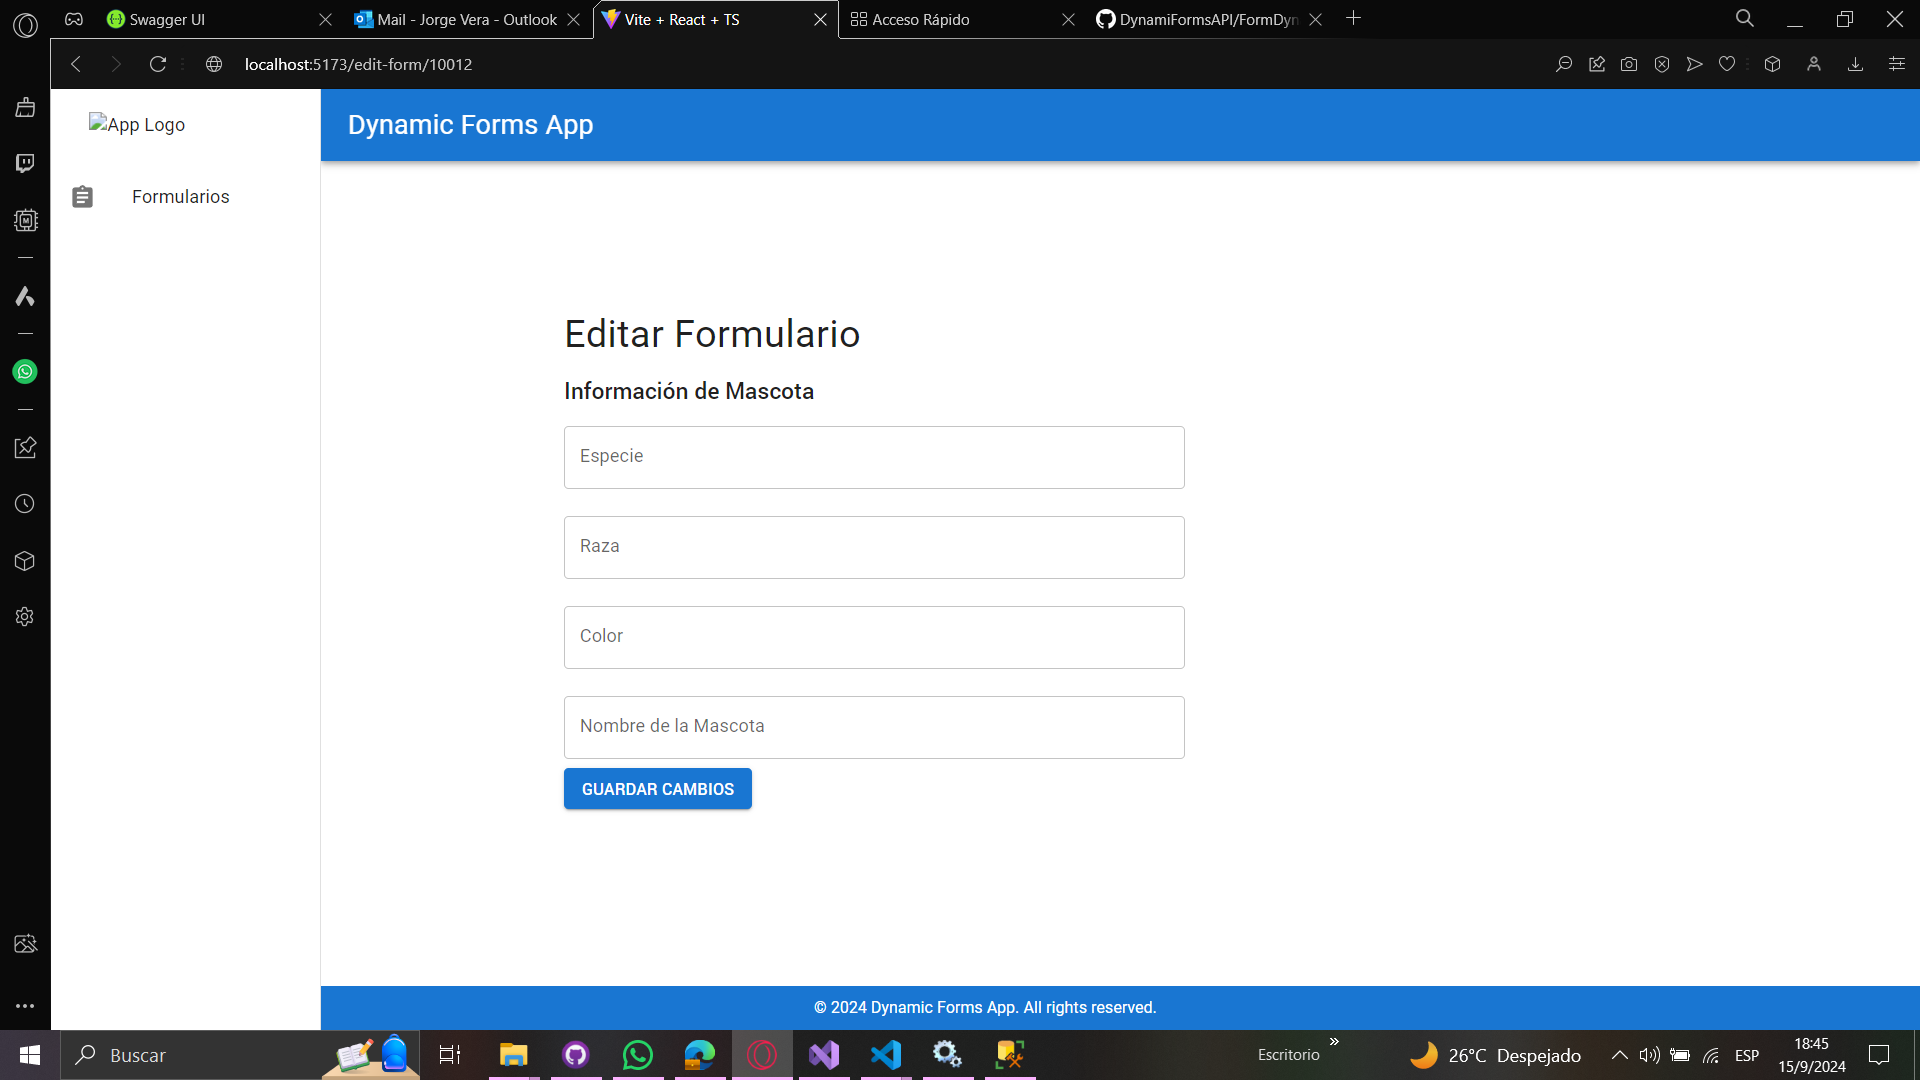 Swagger UI
Mail - Jorge Vera - Outlook
Vite + React + TS
Acceso Rápido
DynamiFormsAPI/FormDyn
localhost:5173/edit-form/10012
App Logo
Dynamic Forms App
Formularios
Editar Formulario
Información de Mascota
Especie
Raza
Color
Nombre de la Mascota
GUARDAR CAMBIOS
© 2024 Dynamic Forms App. All rights reserved.
Buscar
Escritorio
26°C Despejado
ESP
18:45
15/9/2024